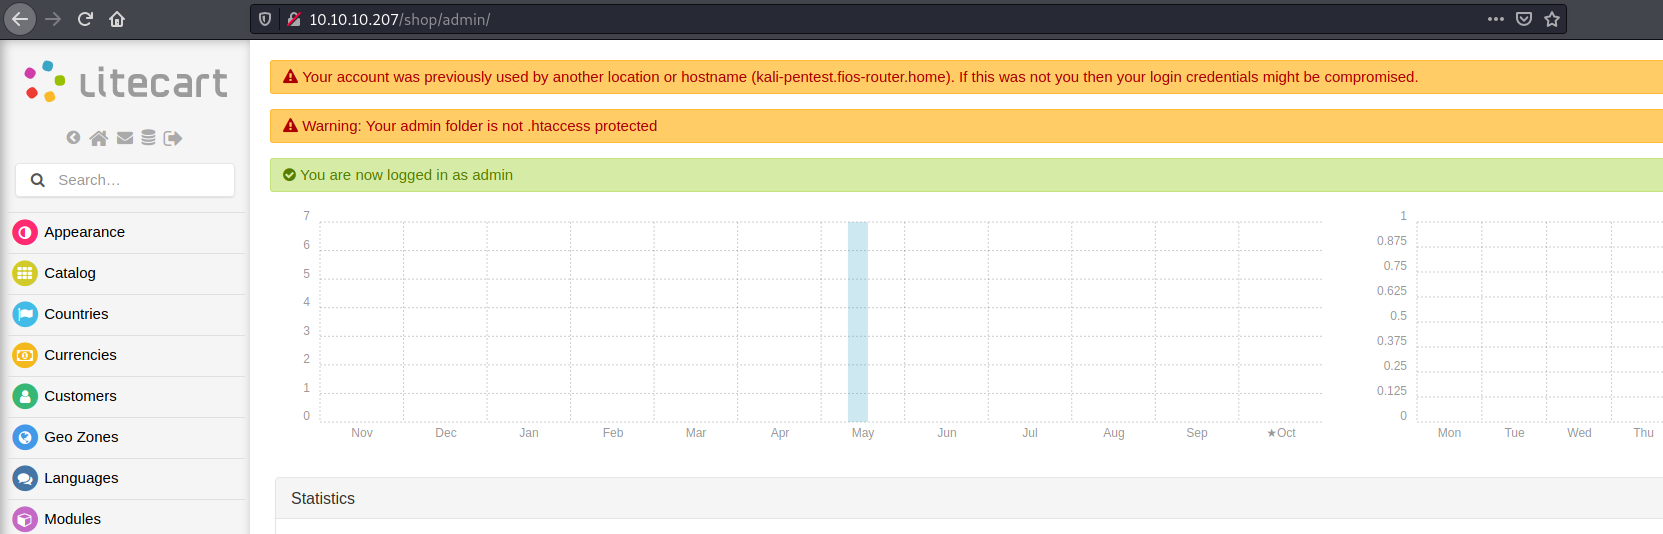 10.10.10.207/shop/admin/
LiTECART
Search…
Appearance
Catalog
Countries
Currencies
Customers
Geo Zones
Languages
Modules
Your account was previously used by another location or hostname (kali-pentest.fios-router.home). If this was not you then your login credentials might be compromised.
Warning: Your admin folder is not .htaccess protected
You are now logged in as admin
7
6
5
4
3
2
1
0
Nov Dec Jan Feb Mar Apr May Jun Jul Aug Sep ★Oct
1
0.875
0.75
0.625
0.5
0.375
0.25
0.125
0
Mon Tue Wed Thu
Statistics